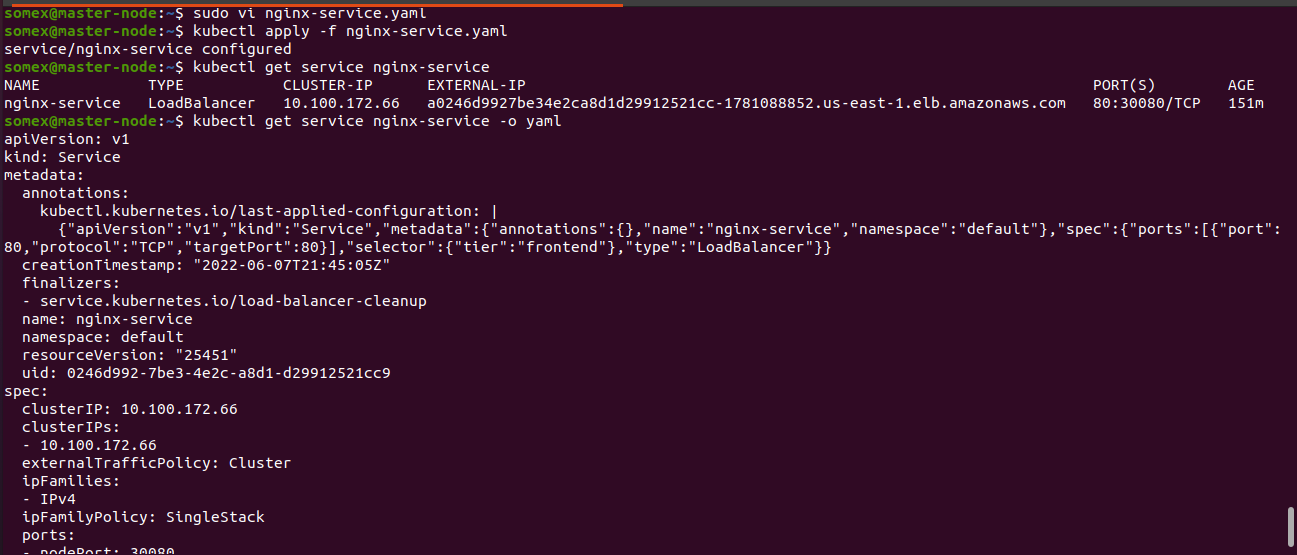 somex@master-node:~$ sudo vi nginx-service.yaml
somex@master-node:~$ kubectl apply -f nginx-service.yaml
service/nginx-service configured
somex@master-node:~$ kubectl get service nginx-service
NAME            TYPE           CLUSTER-IP      EXTERNAL-IP                                                               PORT(S)        AGE
nginx-service   LoadBalancer   10.100.172.66   a0246d9927be34e2ca8d1d29912521cc-1781088852.us-east-1.elb.amazonaws.com   80:30080/TCP   151m
somex@master-node:~$ kubectl get service nginx-service -o yaml
apiVersion: v1
kind: Service
metadata:
  annotations:
    kubectl.kubernetes.io/last-applied-configuration: |
      {"apiVersion":"v1","kind":"Service","metadata":{"annotations":{},"name":"nginx-service","namespace":"default"},"spec":{"ports":[{"port":
80,"protocol":"TCP","targetPort":80}],"selector":{"tier":"frontend"},"type":"LoadBalancer"}}
  creationTimestamp: "2022-06-07T21:45:05Z"
  finalizers:
  - service.kubernetes.io/load-balancer-cleanup
  name: nginx-service
  namespace: default
  resourceVersion: "25451"
  uid: 0246d992-7be3-4e2c-a8d1-d29912521cc9
spec:
  clusterIP: 10.100.172.66
  clusterIPs:
  - 10.100.172.66
  externalTrafficPolicy: Cluster
  ipFamilies:
  - IPv4
  ipFamilyPolicy: SingleStack
  ports:
  - nodePort: 30080